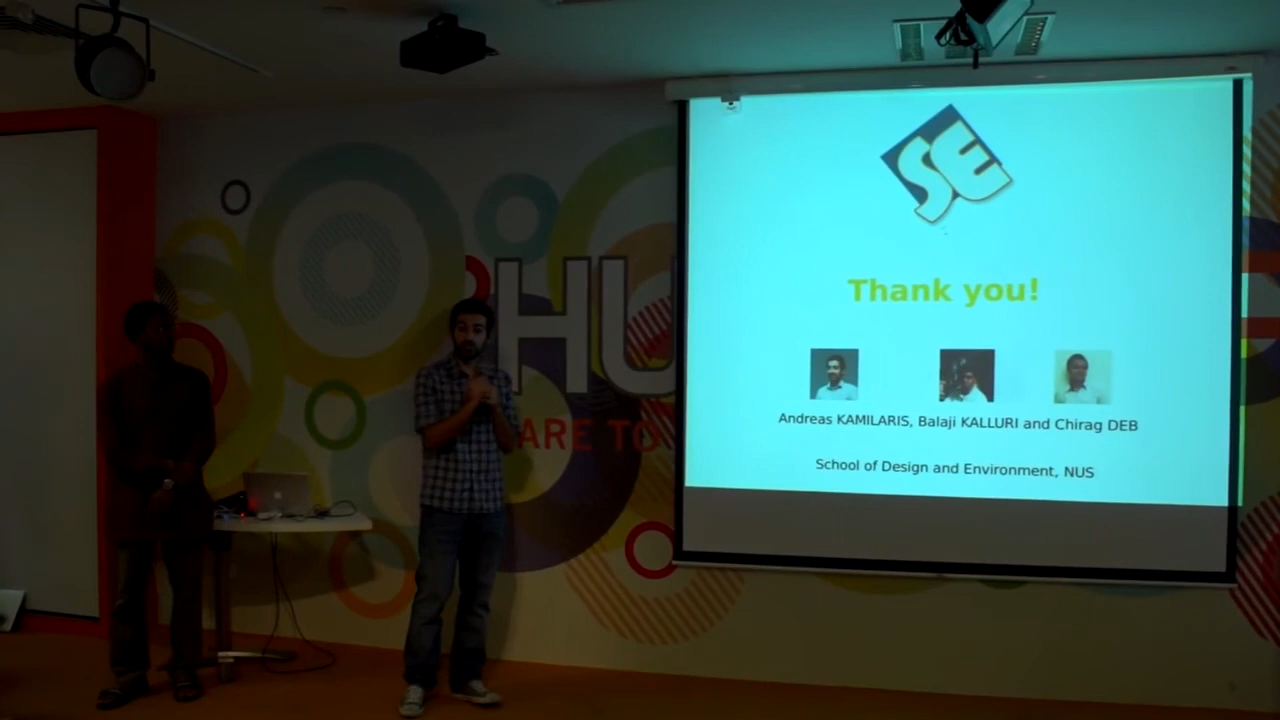 SE
Thank you!
Andreas KAMILARIS, Balaji KALLURI and Chirag DEB
School of Design and Environment, NUS
HU
ARE TO